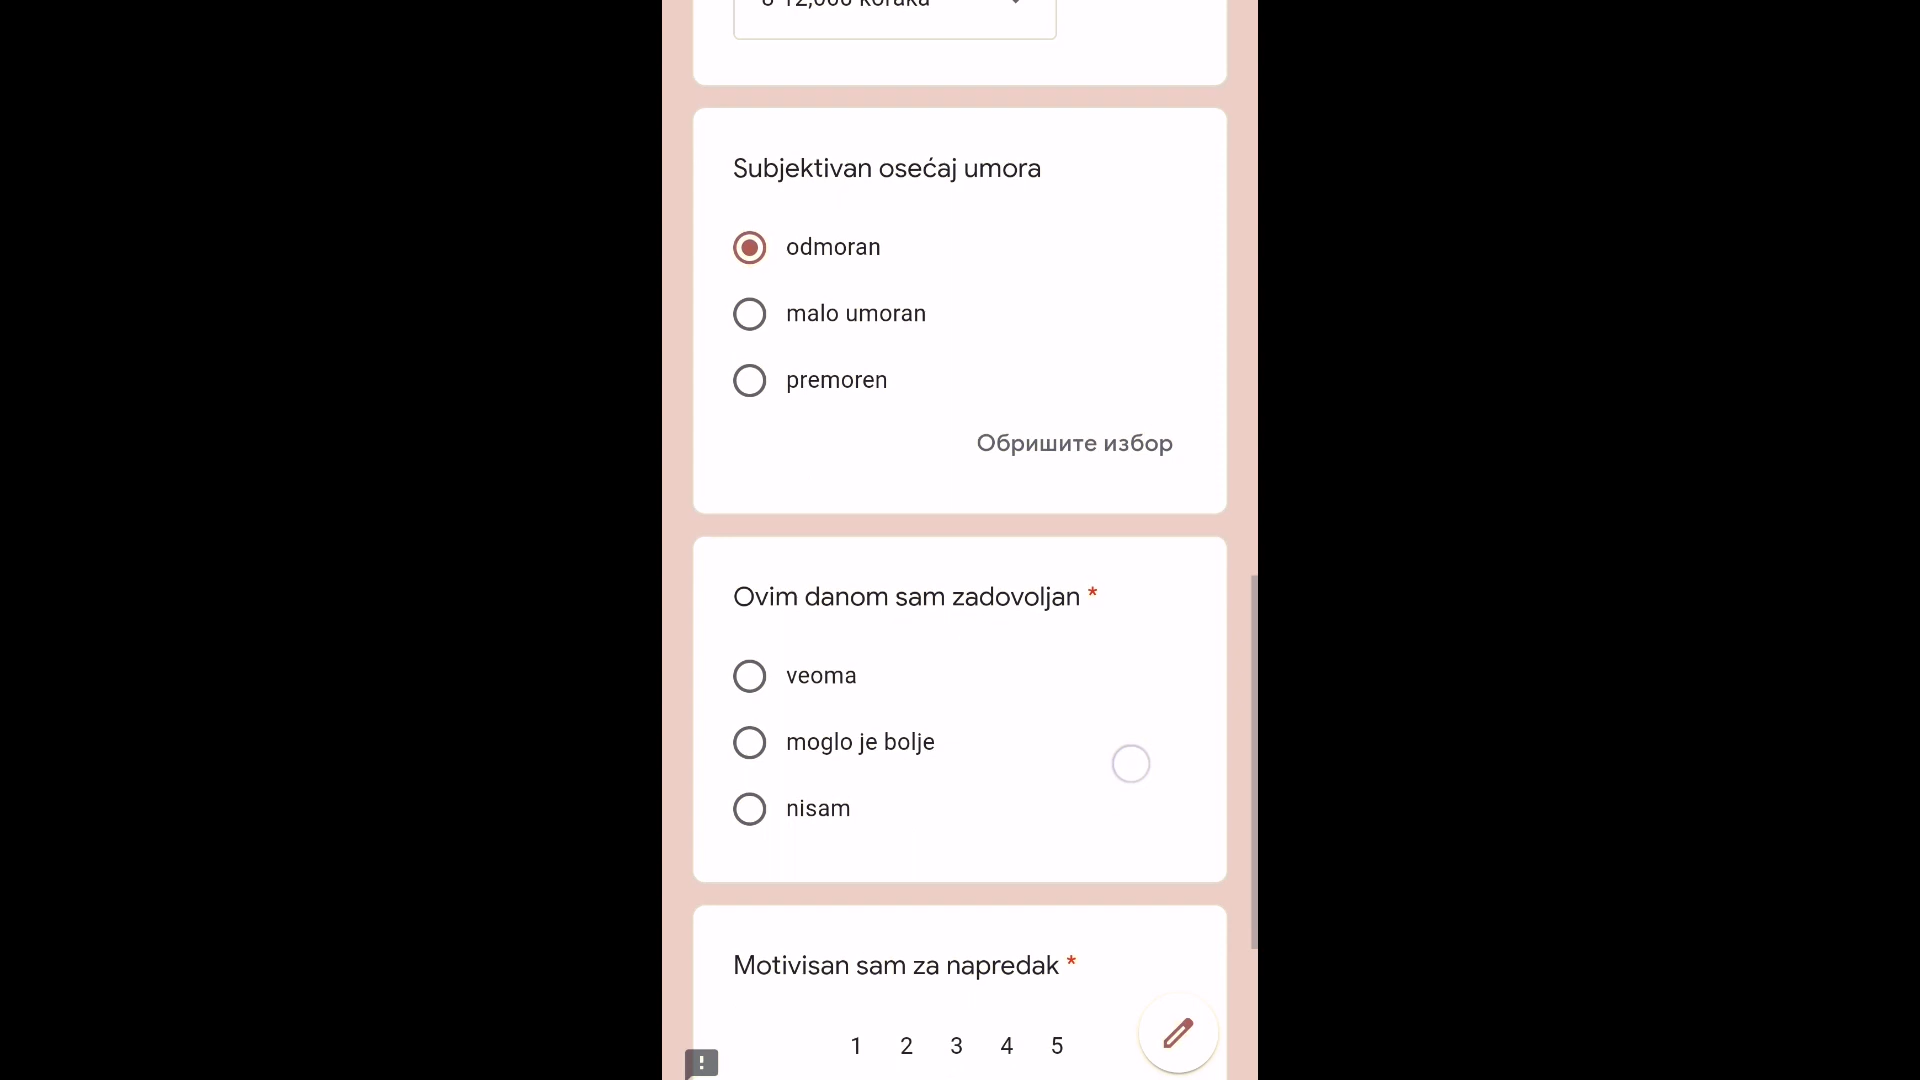 koraka
Subjektivan osećaj umora
odmoran
malo umoran
premoren
Обришите избор
Ovim danom sam zadovoljan *
veoma
moglo je bolje
nisam
Motivisan sam za napredak *
1 2 3 4 5